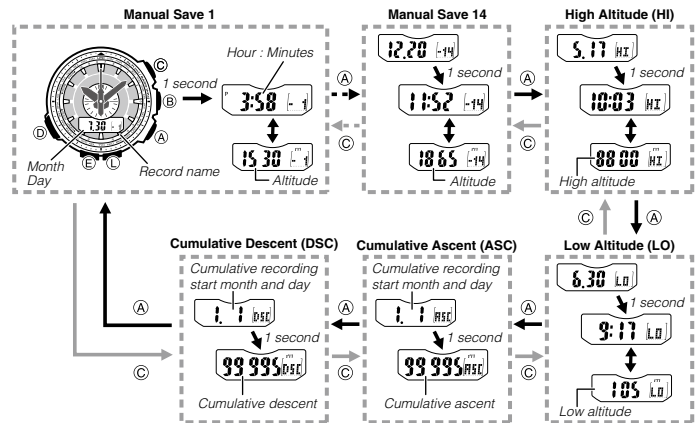 Manual Save 1
Manual Save 14
High Altitude (HI)
Hour : Minutes
1 second
P 3:58 - 1
15 30 m - 1
Altitude
7.30 - 1
Month
Day
Record name
C
B
A
D
E
L
A
C
12.20 -14
1 second
11:52 -14
1865 m -14
Altitude
A
C
5.17 HI
1 second
10:03 HI
8800 m HI
High altitude
C
A
Cumulative Descent (DSC)
Cumulative Ascent (ASC)
Low Altitude (LO)
Cumulative recording
start month and day
1. 1 DSC
1 second
99 995 m DSC
Cumulative descent
Cumulative recording
start month and day
1. 1 ASC
1 second
99 995 m ASC
Cumulative ascent
6.30 LO
1 second
9:17 LO
105 m LO
Low altitude
A
C
A
C
A
C